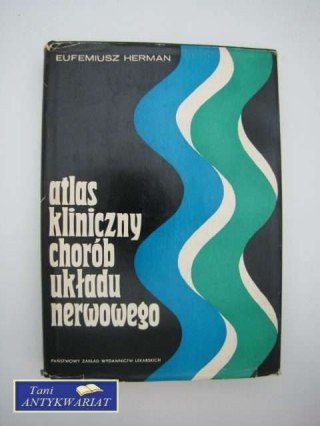 EUFEMIUSZ HERMAN
atlas
kliniczny
chorób
układu
nerwowego
PAŃSTWOWY ZAKŁAD WYDAWNICTW LEKARSKICH
Tani
ANTYKWARIAT